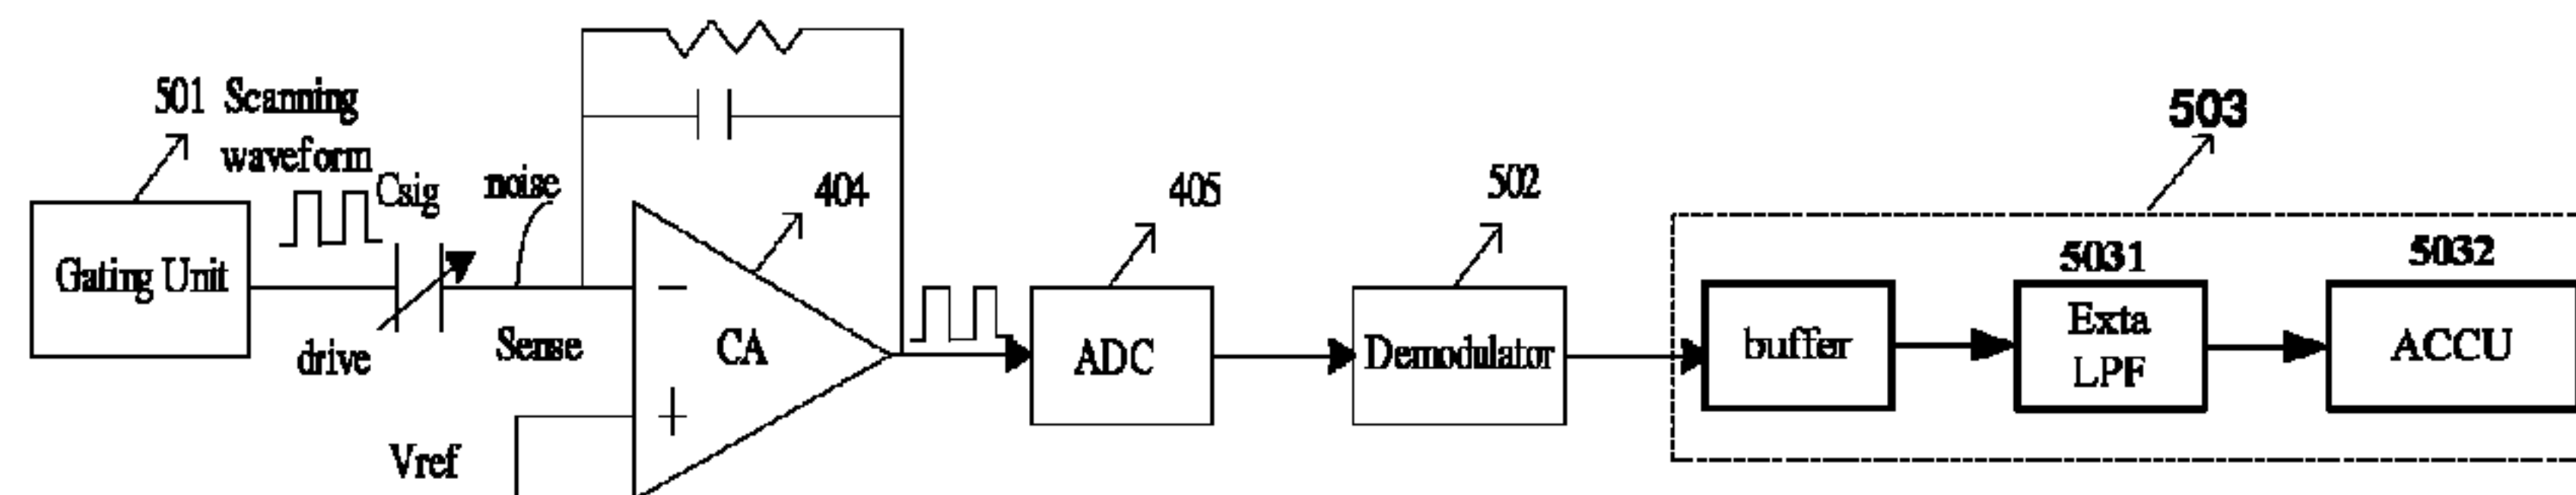 501 Scanning
waveform
Csig
noise
404
405
502
503
Gating Unit
drive
Sense
−
CA
+
Vref
ADC
Demodulator
buffer
5031
Exta
LPF
5032
ACCU